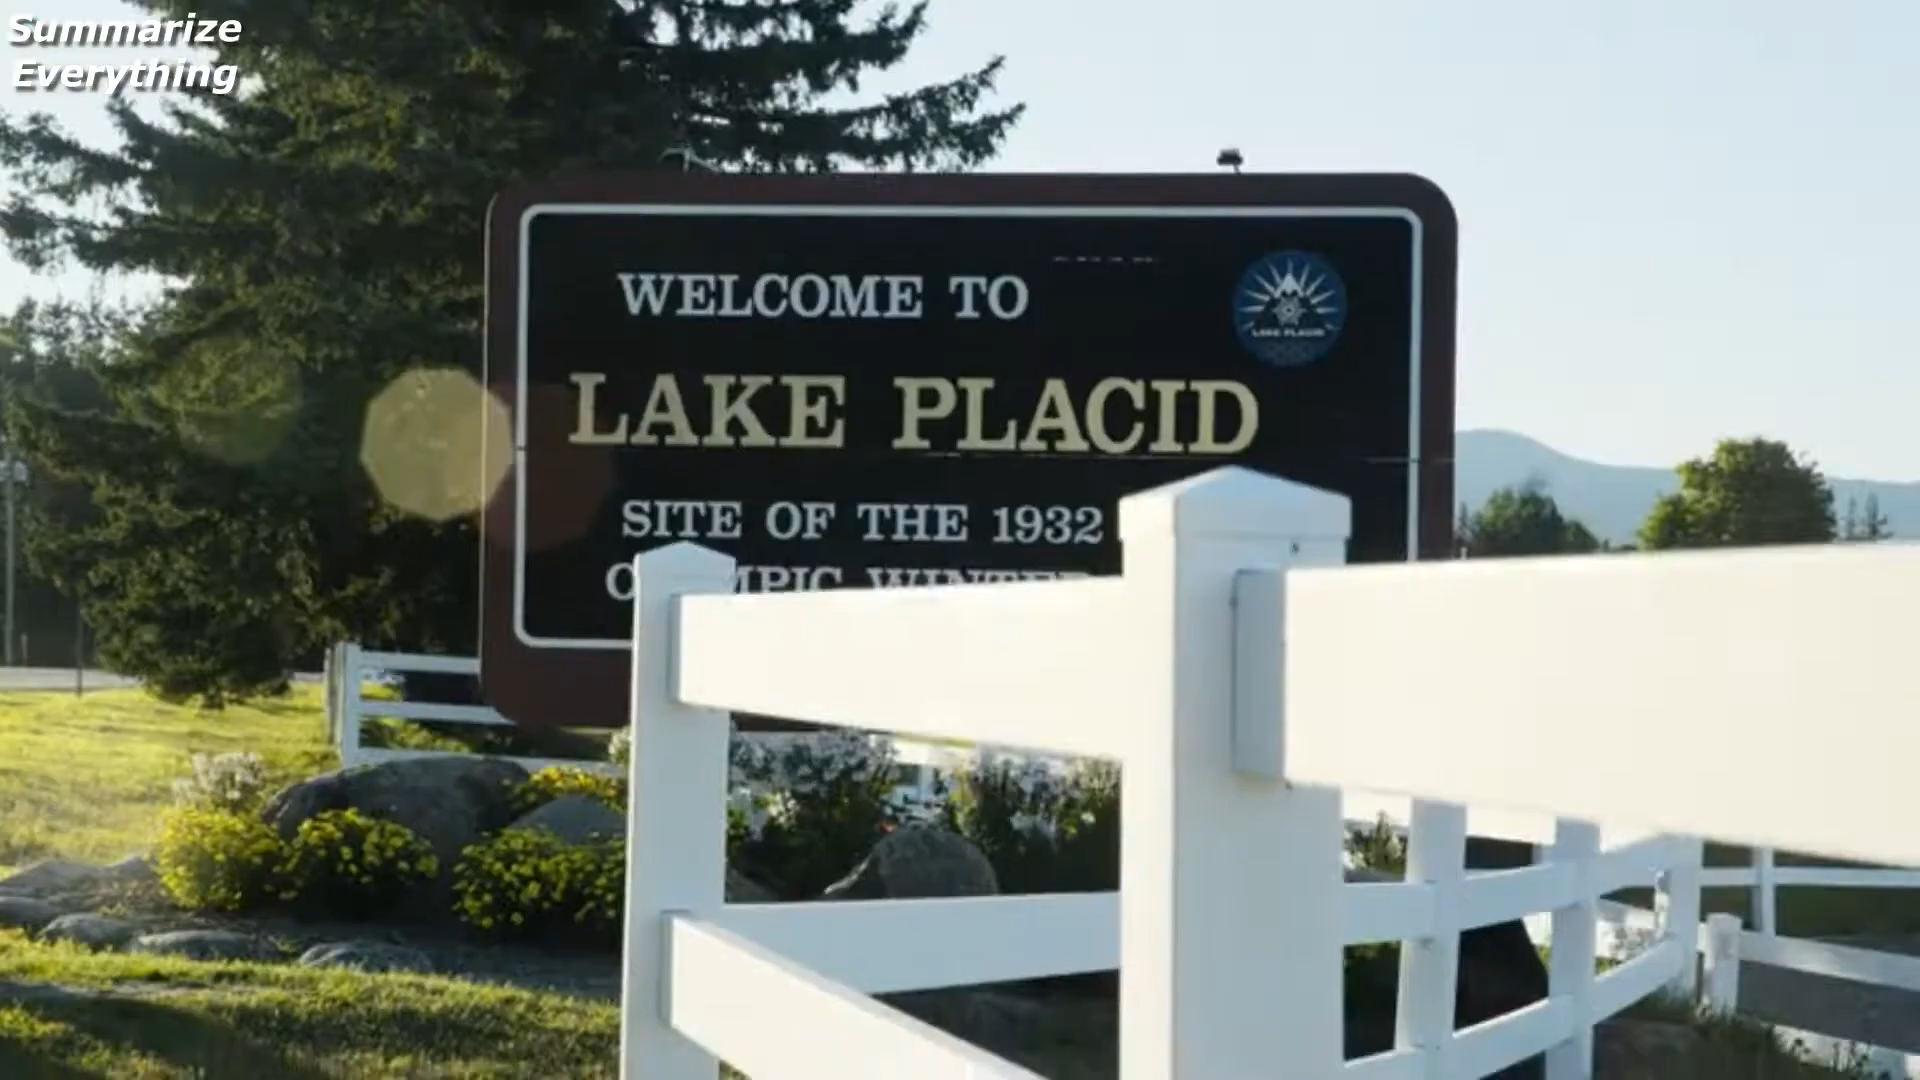 Summarize
Everything
WELCOME TO
LAKE PLACID
LAKE PLACID
SITE OF THE 1932